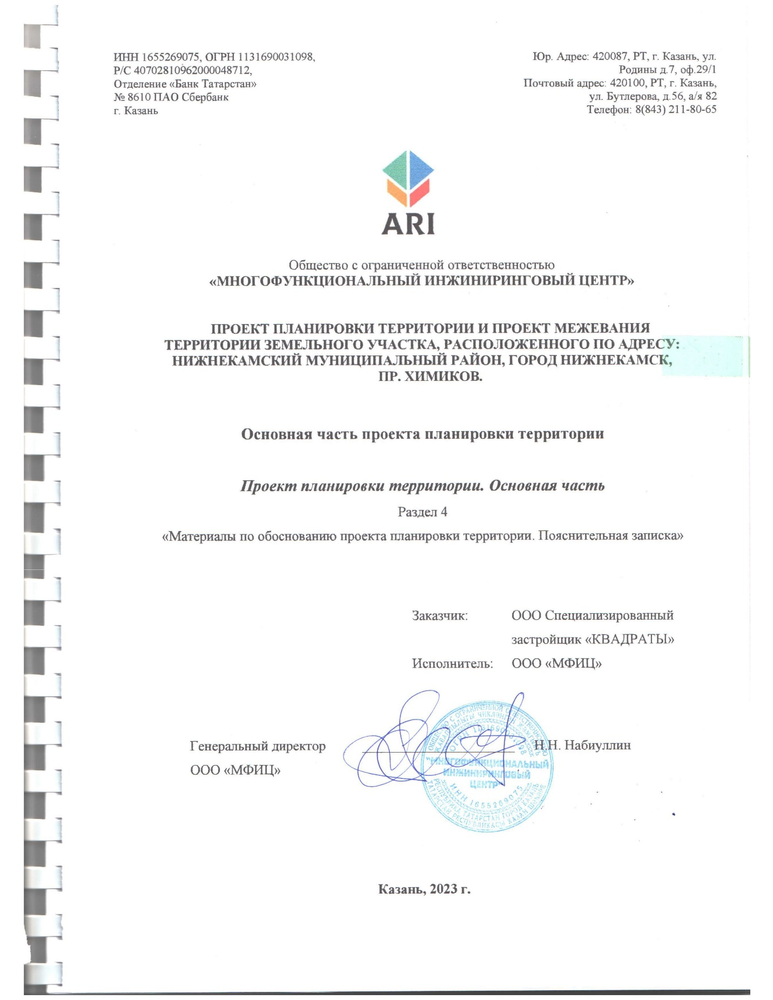 ИНН 1655269075, ОГРН 1131690031098,
Р/С 40702810962000048712,
Отделение «Банк Татарстан»
№ 8610 ПАО Сбербанк
г. Казань
Юр. Адрес: 420087, РТ, г. Казань, ул.
Родины д.7, оф.29/1
Почтовый адрес: 420100, РТ, г. Казань,
ул. Бутлерова, д.56, а/я 82
Телефон: 8(843) 211-80-65
ARI
Общество с ограниченной ответственностью
«МНОГОФУНКЦИОНАЛЬНЫЙ ИНЖИНИРИНГОВЫЙ ЦЕНТР»
ПРОЕКТ ПЛАНИРОВКИ ТЕРРИТОРИИ И ПРОЕКТ МЕЖЕВАНИЯ
ТЕРРИТОРИИ ЗЕМЕЛЬНОГО УЧАСТКА, РАСПОЛОЖЕННОГО ПО АДРЕСУ:
НИЖНЕКАМСКИЙ МУНИЦИПАЛЬНЫЙ РАЙОН, ГОРОД НИЖНЕКАМСК,
ПР. ХИМИКОВ.
Основная часть проекта планировки территории
Проект планировки территории. Основная часть
Раздел 4
«Материалы по обоснованию проекта планировки территории. Пояснительная записка»
Заказчик: ООО Специализированный
застройщик «КВАДРАТЫ»
Исполнитель: ООО «МФИЦ»
Генеральный директор Н.Н. Набиуллин
ООО «МФИЦ»
ОБЩЕСТВО С ОГРАНИЧЕННОЙ ОТВЕТСТВЕННОСТЬЮ
ОГРН 1131690031098
"МНОГОФУНКЦИОНАЛЬНЫЙ
ИНЖИНИРИНГОВЫЙ
ЦЕНТР"
ИНН 1655269075
РЕСПУБЛИКА ТАТАРСТАН ГОРОД КАЗАНЬ
ТАТАРСТАН РЕСПУБЛИКАСЫ КАЗАН ШӘҺӘРЕ
Казань, 2023 г.